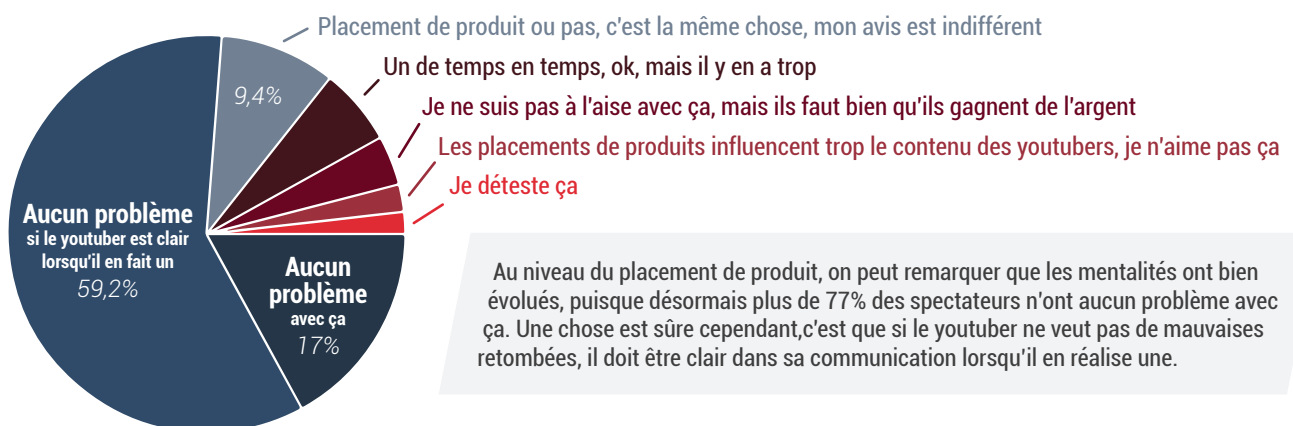 Placement de produit ou pas, c'est la même chose, mon avis est indifférent
9,4%
Un de temps en temps, ok, mais il y en a trop
Je ne suis pas à l'aise avec ça, mais ils faut bien qu'ils gagnent de l'argent
Les placements de produits influencent trop le contenu des youtubers, je n'aime pas ça
Je déteste ça
Aucun problème
si le youtuber est clair
lorsqu'il en fait un
59,2%
Aucun
problème
avec ça
17%
Au niveau du placement de produit, on peut remarquer que les mentalités ont bien
évolués, puisque désormais plus de 77% des spectateurs n'ont aucun problème avec
ça. Une chose est sûre cependant,c'est que si le youtuber ne veut pas de mauvaises
retombées, il doit être clair dans sa communication lorsqu'il en réalise une.